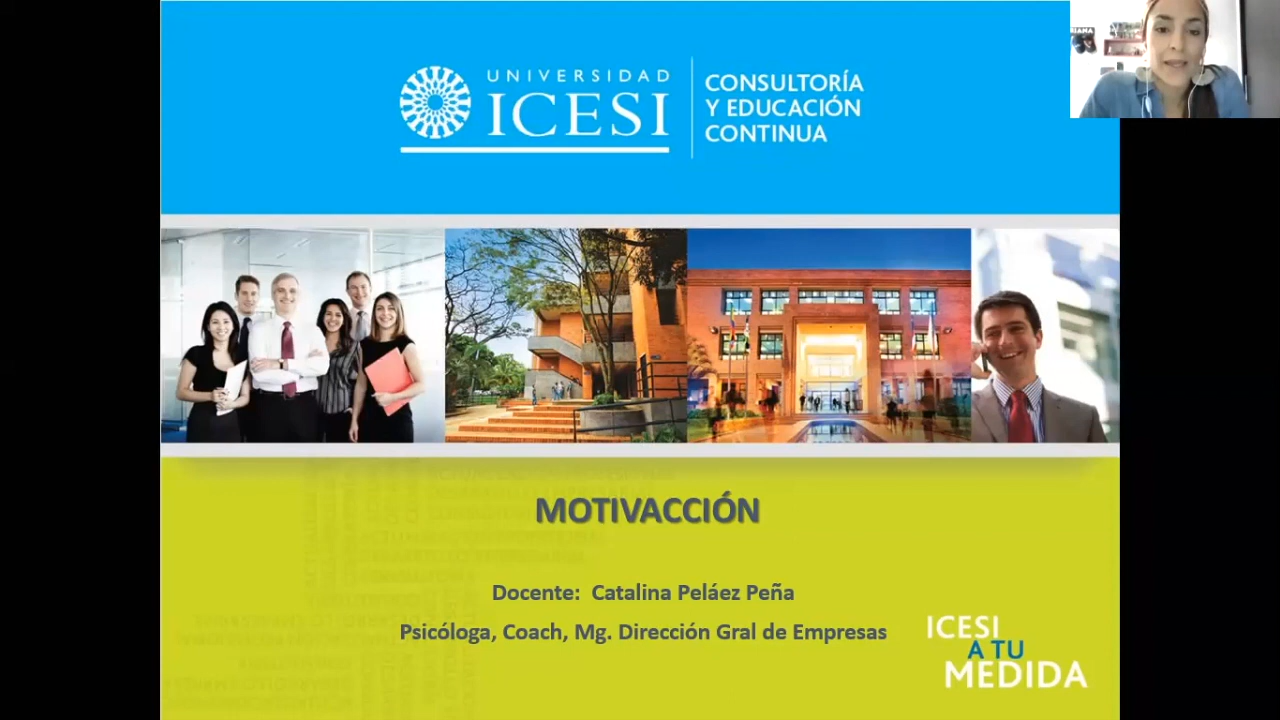 UNIVERSIDAD
ICESI
CONSULTORÍA
Y EDUCACIÓN
CONTINUA
MOTIVACCIÓN
Docente: Catalina Peláez Peña
Psicóloga, Coach, Mg. Dirección Gral de Empresas
ICESI
A TU
MEDIDA